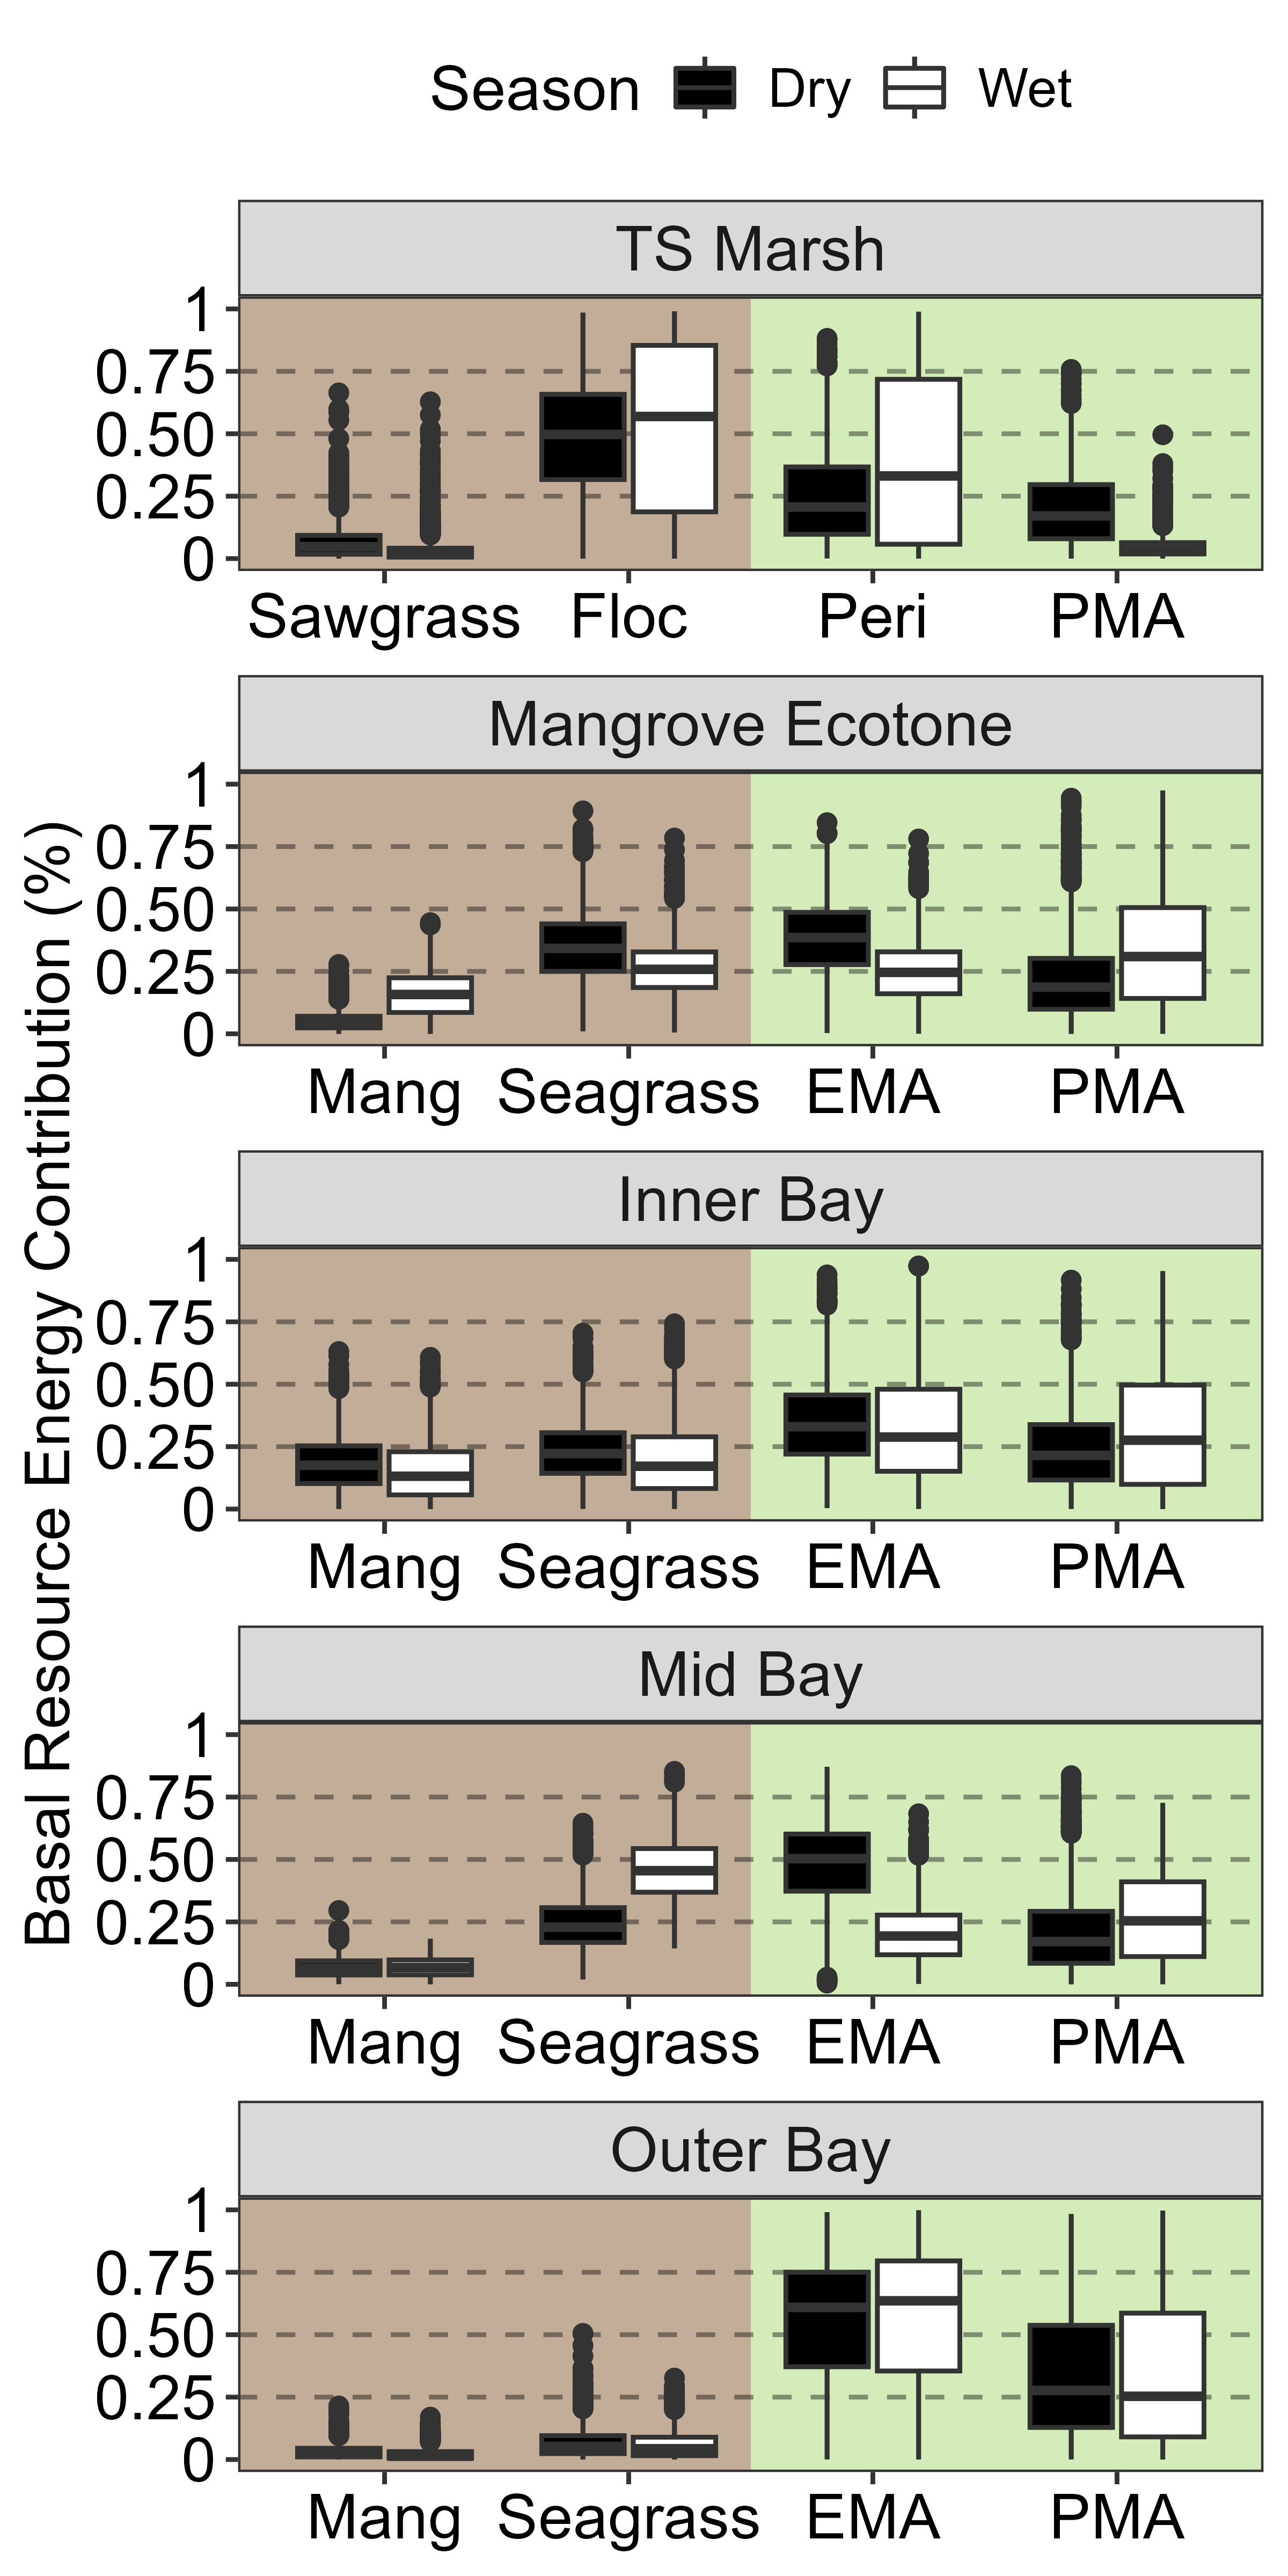 Season Dry Wet
TS Marsh
1
0.75
0.50
0.25
0
Sawgrass Floc Peri PMA
Mangrove Ecotone
1
0.75
0.50
0.25
0
Mang Seagrass EMA PMA
Inner Bay
1
0.75
0.50
0.25
0
Mang Seagrass EMA PMA
Mid Bay
1
0.75
0.50
0.25
0
Mang Seagrass EMA PMA
Outer Bay
1
0.75
0.50
0.25
0
Mang Seagrass EMA PMA
Basal Resource Energy Contribution (%)